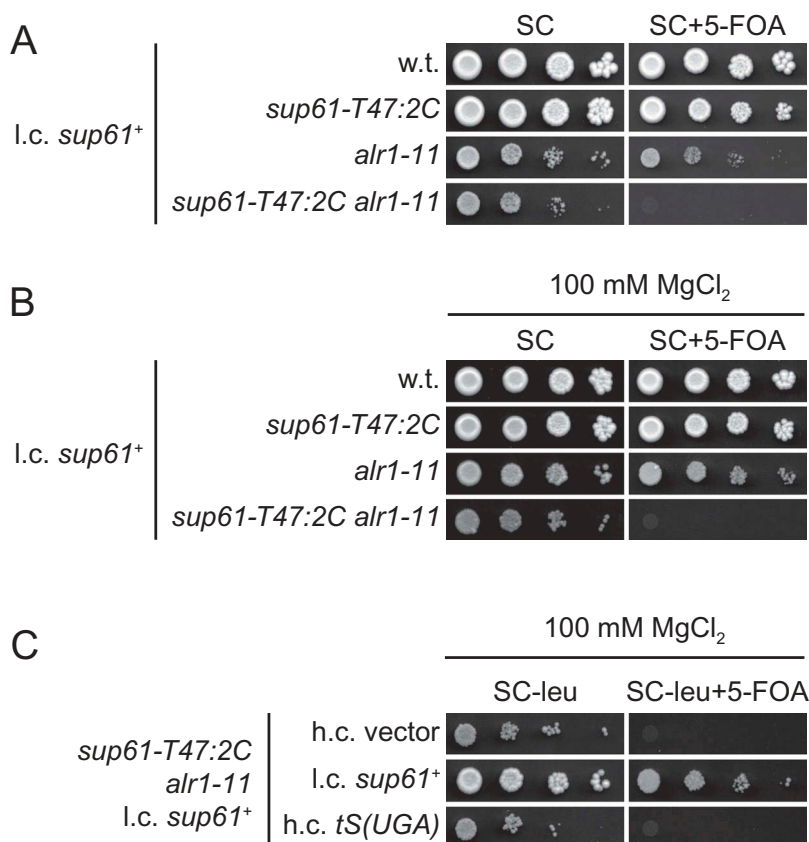 A
SC SC+5-FOA
l.c. sup61⁺
w.t.
sup61-T47:2C
alr1-11
sup61-T47:2C alr1-11
B
100 mM MgCl₂
SC SC+5-FOA
l.c. sup61⁺
w.t.
sup61-T47:2C
alr1-11
sup61-T47:2C alr1-11
C
100 mM MgCl₂
SC-leu SC-leu+5-FOA
sup61-T47:2C
alr1-11
l.c. sup61⁺
h.c. vector
l.c. sup61⁺
h.c. tS(UGA)